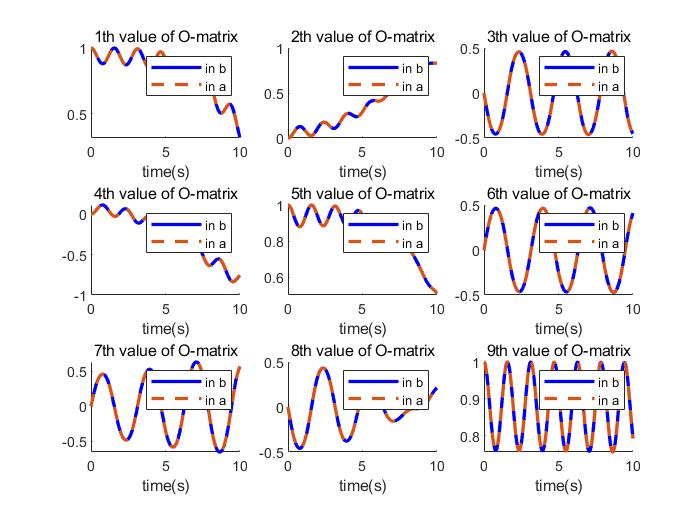 1th value of O-matrix 2th value of O-matrix 3th value of O-matrix
1
0.5
in b
in a
0 5 10
time(s)
1
0.5
0
in b
in a
0 5 10
time(s)
0.5
0
-0.5
in b
in a
0 5 10
time(s)
4th value of O-matrix 5th value of O-matrix 6th value of O-matrix
0
-0.5
-1
in b
in a
0 5 10
time(s)
1
0.8
0.6
in b
in a
0 5 10
time(s)
0.5
0
-0.5
in b
in a
0 5 10
time(s)
7th value of O-matrix 8th value of O-matrix 9th value of O-matrix
0.5
0
-0.5
in b
in a
0 5 10
time(s)
0.5
0
-0.5
in b
in a
0 5 10
time(s)
1
0.9
0.8
in b
in a
0 5 10
time(s)